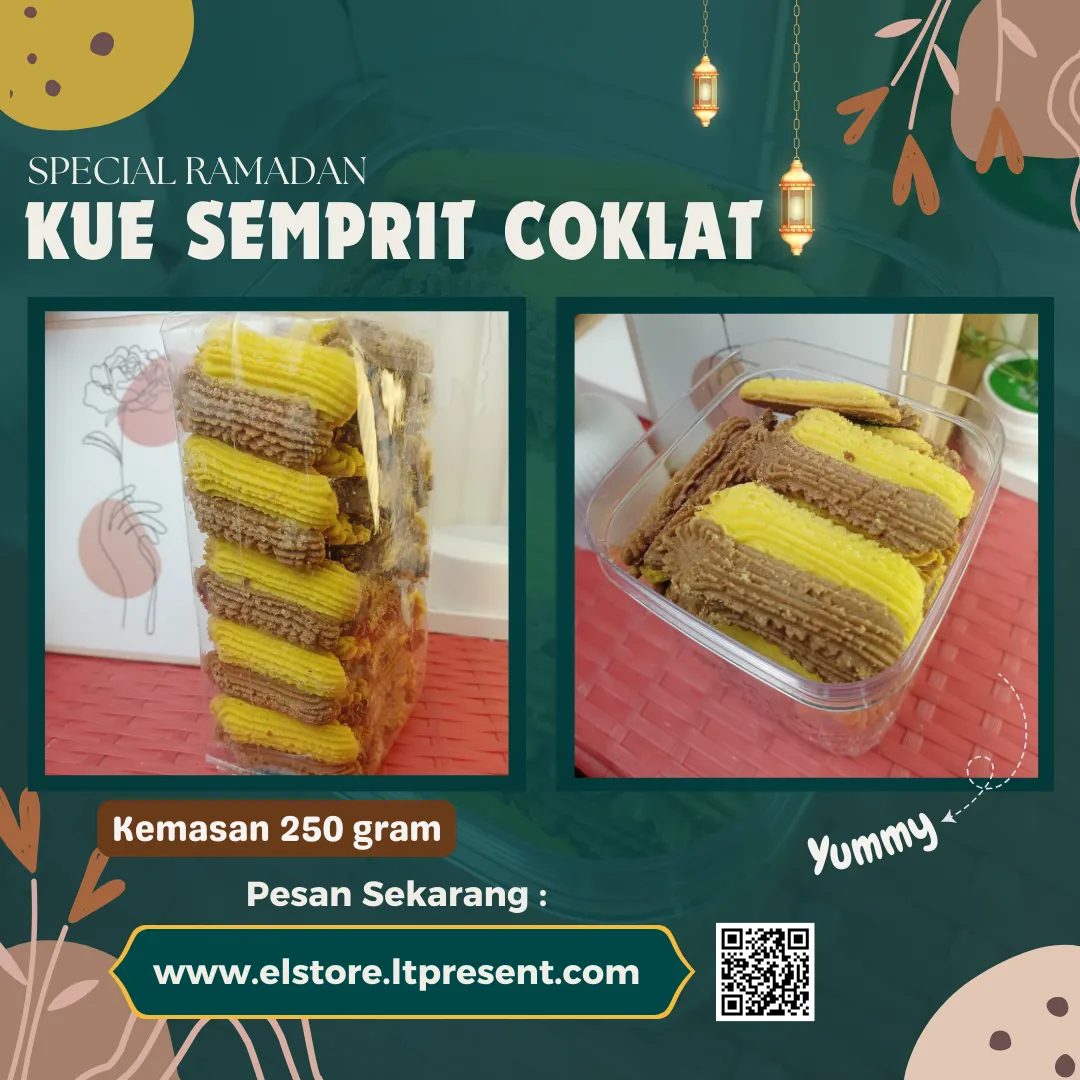 SPECIAL RAMADAN
KUE SEMPRIT COKLAT
Kemasan 250 gram
Yummy
Pesan Sekarang :
www.elstore.ltpresent.com